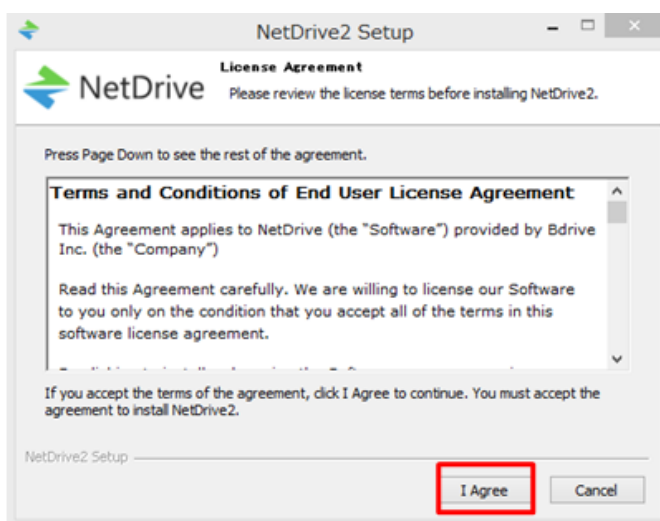 NetDrive2 Setup
NetDrive
License Agreement
Please review the license terms before installing NetDrive2.
Press Page Down to see the rest of the agreement.
Terms and Conditions of End User License Agreement
This Agreement applies to NetDrive (the “Software”) provided by Bdrive
Inc. (the “Company”)
Read this Agreement carefully. We are willing to license our Software
to you only on the condition that you accept all of the terms in this
software license agreement.
If you accept the terms of the agreement, click I Agree to continue. You must accept the
agreement to install NetDrive2.
NetDrive2 Setup
I Agree
Cancel